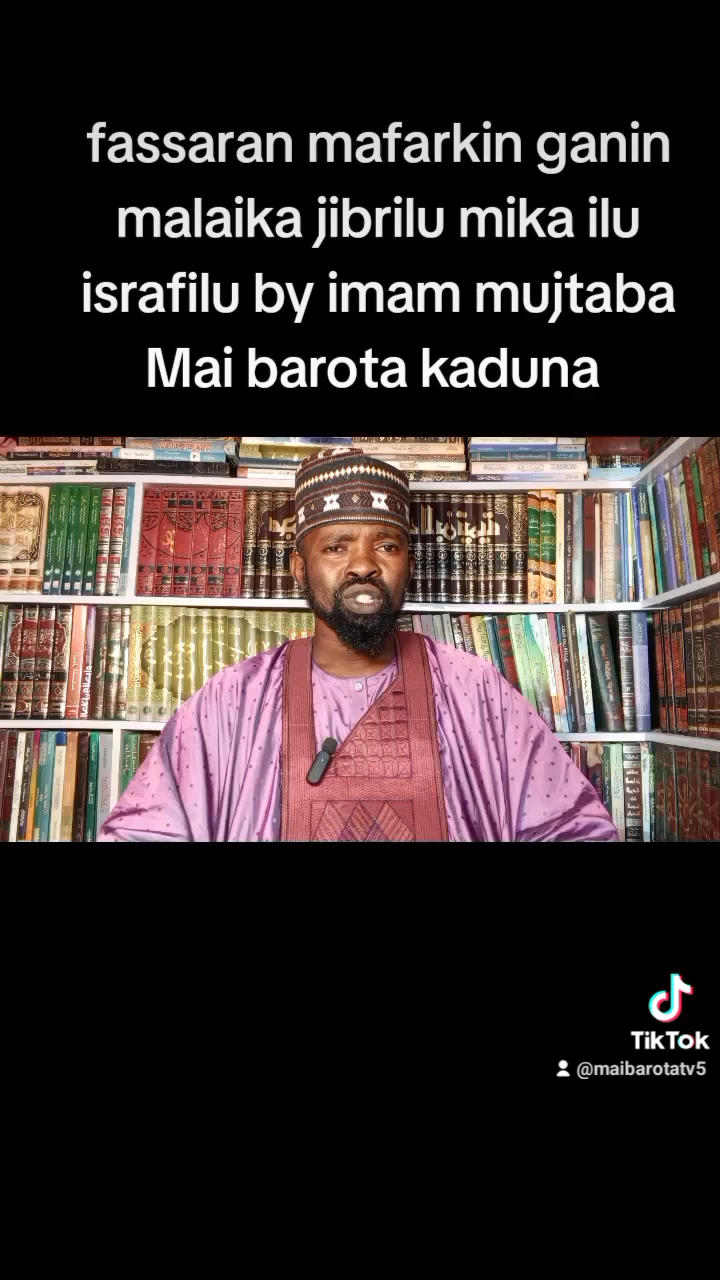 fassaran mafarkin ganin
malaika jibrilu mika ilu
israfilu by imam mujtaba
Mai barota kaduna
TikTok
@maibarotatv5